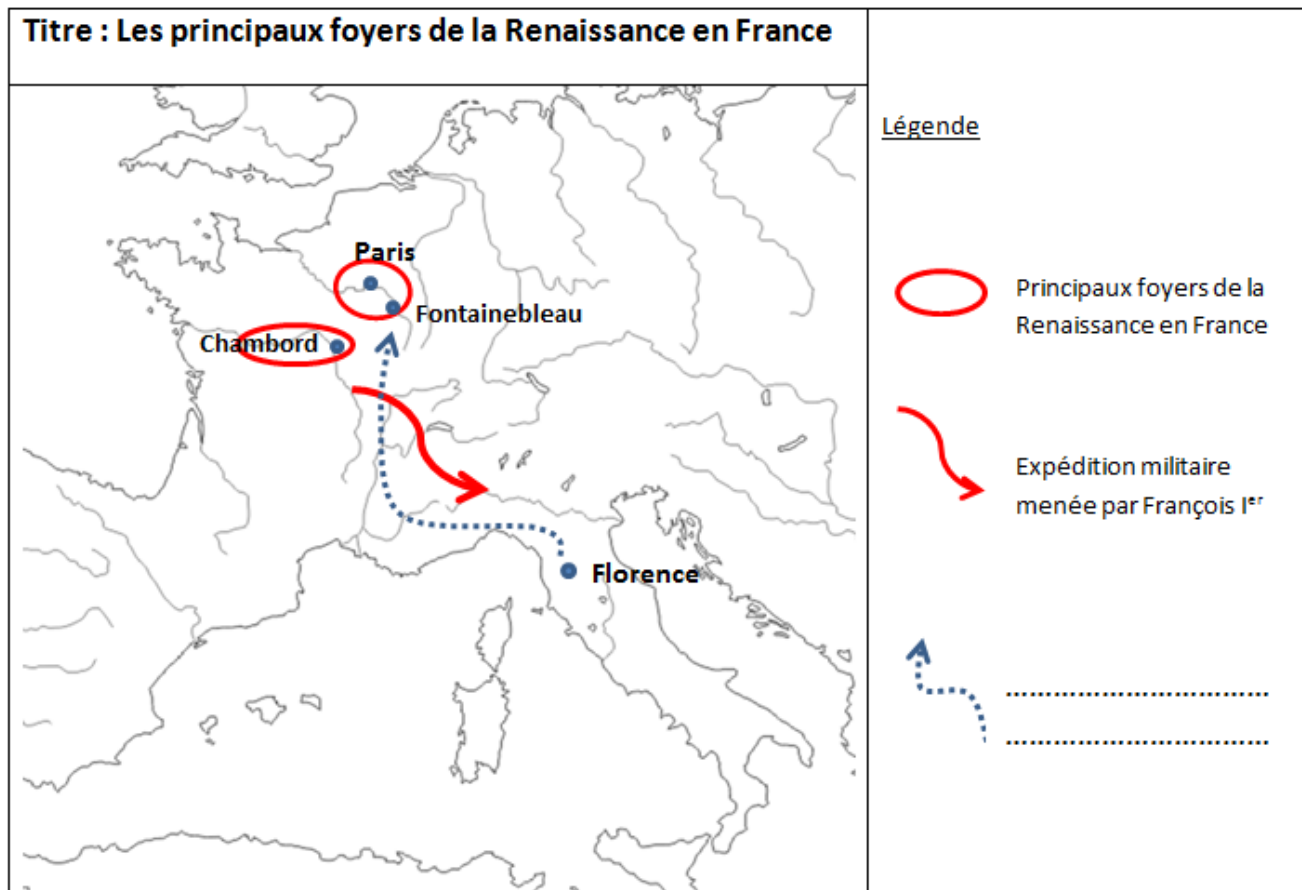 Titre : Les principaux foyers de la Renaissance en France
Légende
Paris
Fontainebleau
Chambord
Florence
Principaux foyers de la
Renaissance en France
Expédition militaire
menée par François Iᵉʳ
................................
................................